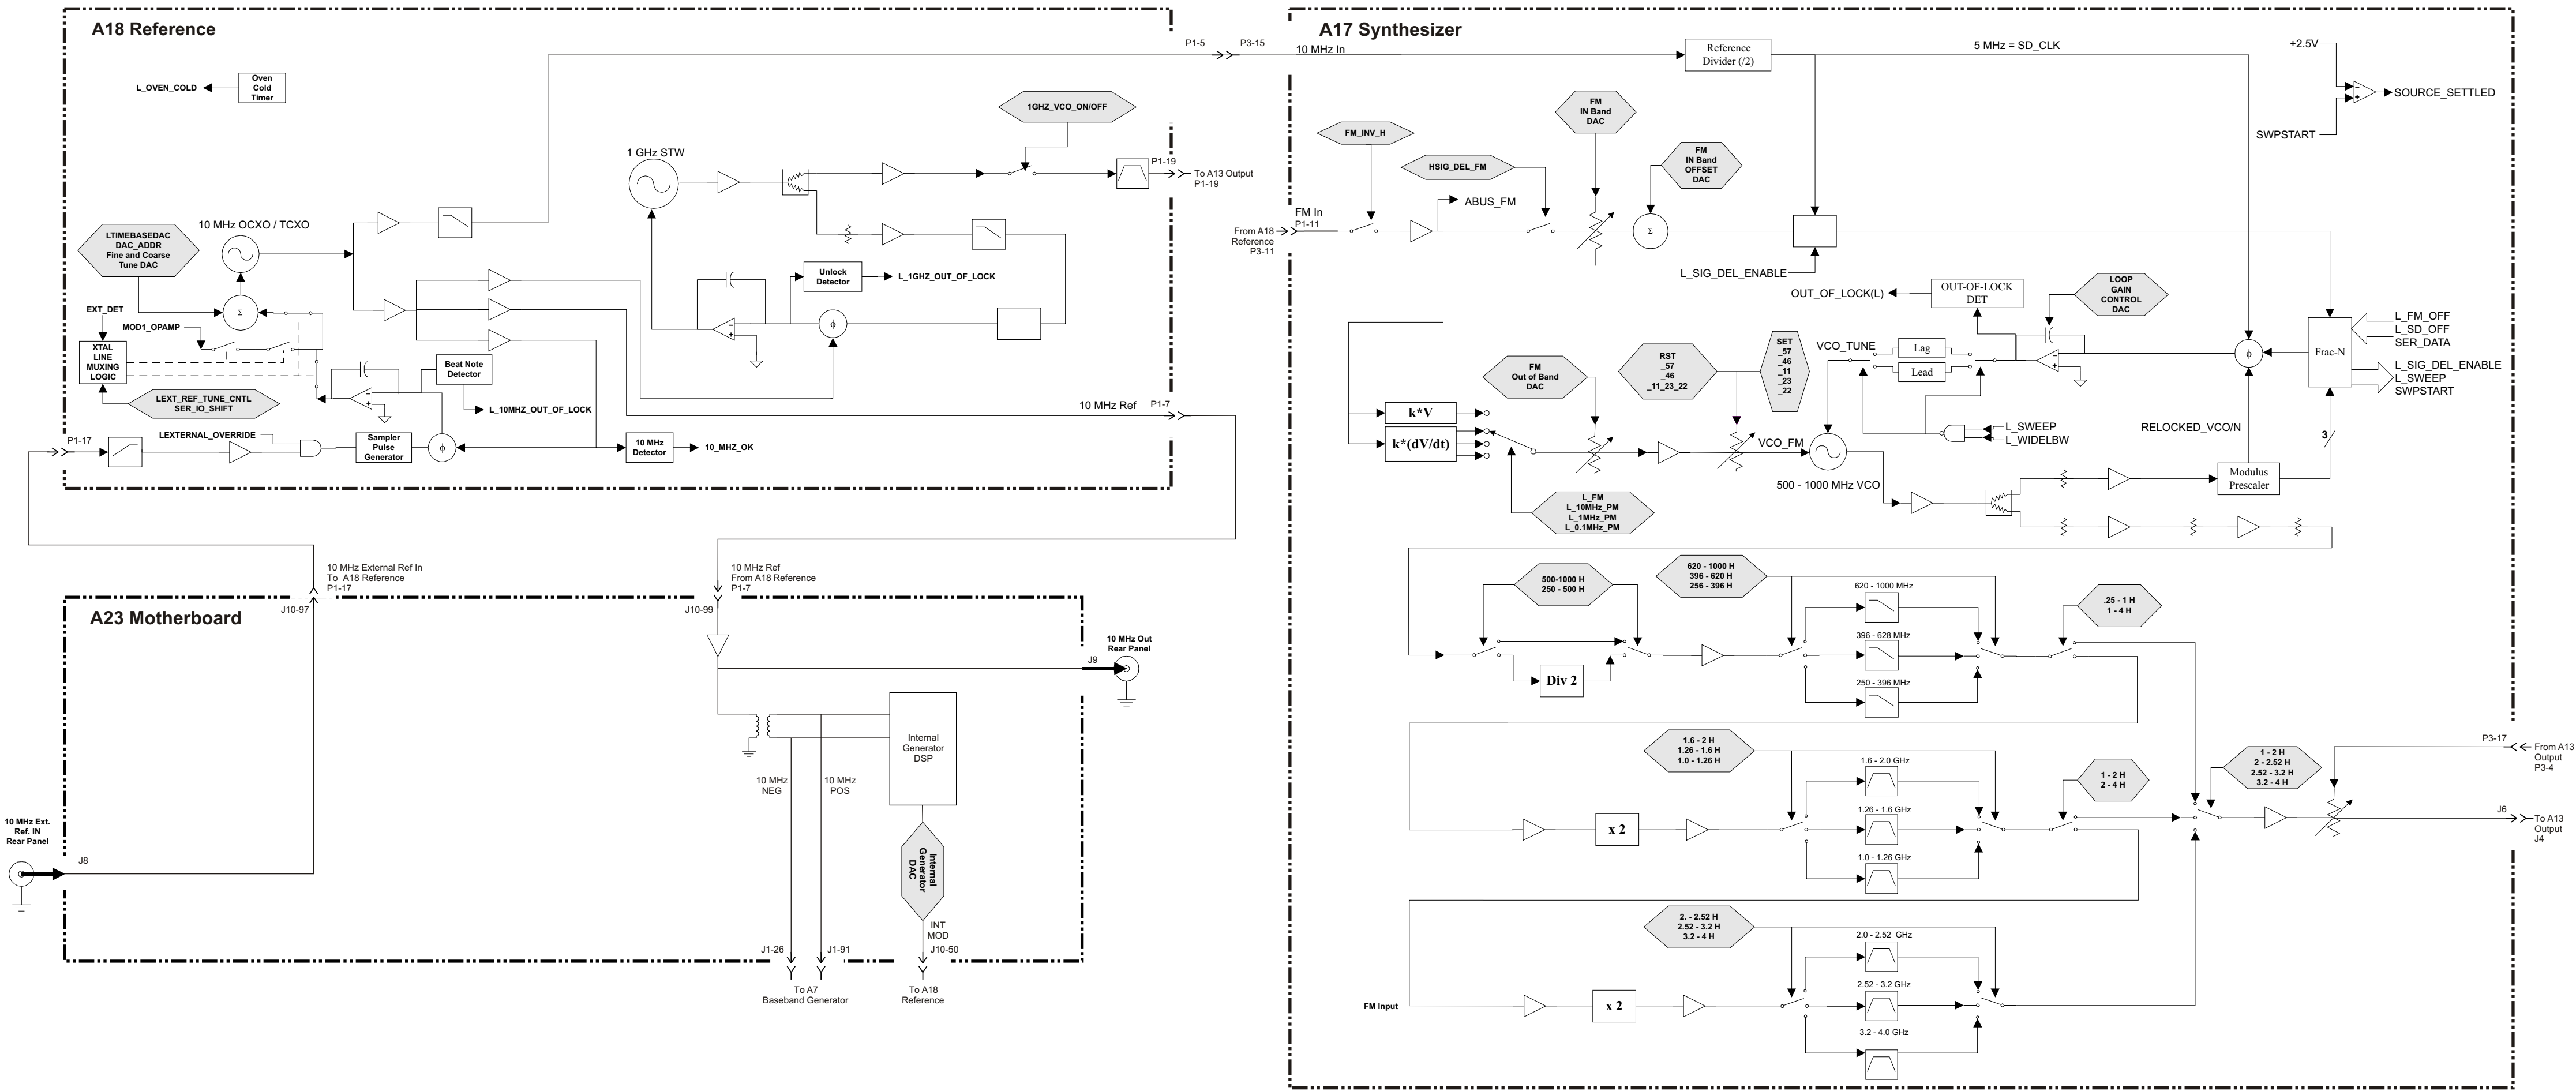 A18 Reference
L_OVEN_COLD
Oven
Cold
Timer
P1-5
P3-15
1GHZ_VCO_ON/OFF
1 GHz STW
P1-19
To A13 Output
P1-19
10 MHz OCXO / TCXO
LTIMEBASEDAC
DAC_ADDR
Fine and Coarse
Tune DAC
Σ
EXT_DET
MOD1_OPAMP
XTAL
LINE
MUXING
LOGIC
LEXT_REF_TUNE_CNTL
SER_IO_SHIFT
Unlock
Detector
L_1GHZ_OUT_OF_LOCK
ϕ
−
+
Beat Note
Detector
L_10MHZ_OUT_OF_LOCK
−
+
10 MHz Ref
P1-7
P1-17
LEXTERNAL_OVERRIDE
Sampler
Pulse
Generator
ϕ
10 MHz
Detector
10_MHZ_OK
10 MHz External Ref In
To A18 Reference
P1-17
J10-97
10 MHz Ref
From A18 Reference
P1-7
J10-99
A23 Motherboard
J9
10 MHz Out
Rear Panel
Internal
Generator
DSP
10 MHz
NEG
10 MHz
POS
Internal
Generator
DAC
INT
MOD
10 MHz Ext.
Ref. IN
Rear Panel
J8
J1-26
J1-91
J10-50
To A7
Baseband Generator
To A18
Reference
A17 Synthesizer
10 MHz In
Reference
Divider (/2)
5 MHz = SD_CLK
+2.5V
−
+
SOURCE_SETTLED
SWPSTART
FM_INV_H
HSIG_DEL_FM
FM
IN Band
DAC
FM
IN Band
OFFSET
DAC
ABUS_FM
FM In
P1-11
From A18
Reference
P3-11
Σ
L_SIG_DEL_ENABLE
OUT_OF_LOCK(L)
OUT-OF-LOCK
DET
LOOP
GAIN
CONTROL
DAC
VCO_TUNE
Lag
Lead
−
+
ϕ
Frac-N
L_FM_OFF
L_SD_OFF
SER_DATA
L_SIG_DEL_ENABLE
L_SWEEP
SWPSTART
3
FM
Out of Band
DAC
RST
_57
_46
_11_23_22
SET
_57
_46
_11
_23
_22
k*V
k*(dV/dt)
VCO_FM
L_SWEEP
L_WIDELBW
RELOCKED_VCO/N
500 - 1000 MHz VCO
Modulus
Prescaler
L_FM
L_10MHz_PM
L_1MHz_PM
L_0.1MHz_PM
500-1000 H
250 - 500 H
620 - 1000 H
396 - 620 H
256 - 396 H
620 - 1000 MHz
396 - 628 MHz
250 - 396 MHz
.25 - 1 H
1 - 4 H
Div 2
1.6 - 2 H
1.26 - 1.6 H
1.0 - 1.26 H
1.6 - 2.0 GHz
1.26 - 1.6 GHz
1.0 - 1.26 GHz
1 - 2 H
2 - 4 H
1 - 2 H
2 - 2.52 H
2.52 - 3.2 H
3.2 - 4 H
P3-17
From A13
Output
P3-4
J6
To A13
Output
J4
x 2
2. - 2.52 H
2.52 - 3.2 H
3.2 - 4 H
2.0 - 2.52 GHz
2.52 - 3.2 GHz
3.2 - 4.0 GHz
FM Input
x 2